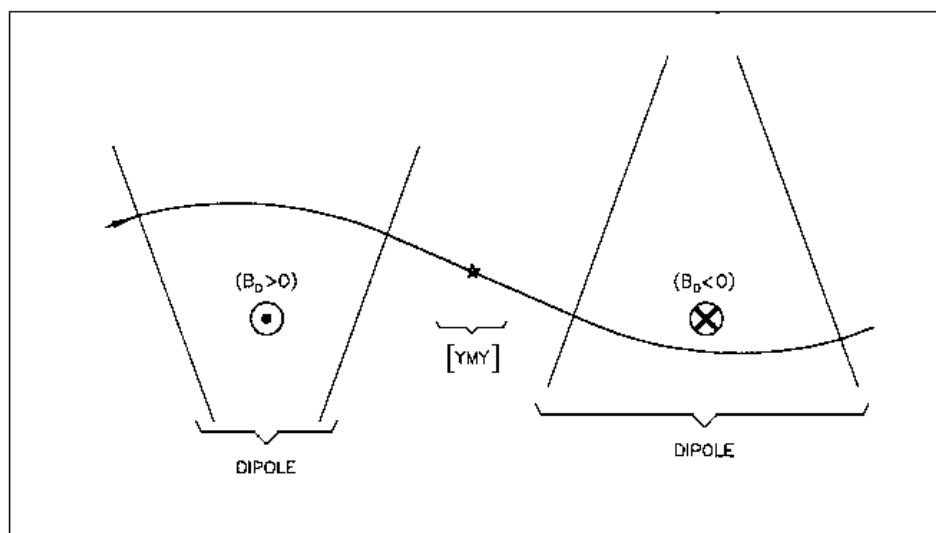 (B_D>0)
(B_D<0)
[YMY]
DIPOLE
DIPOLE